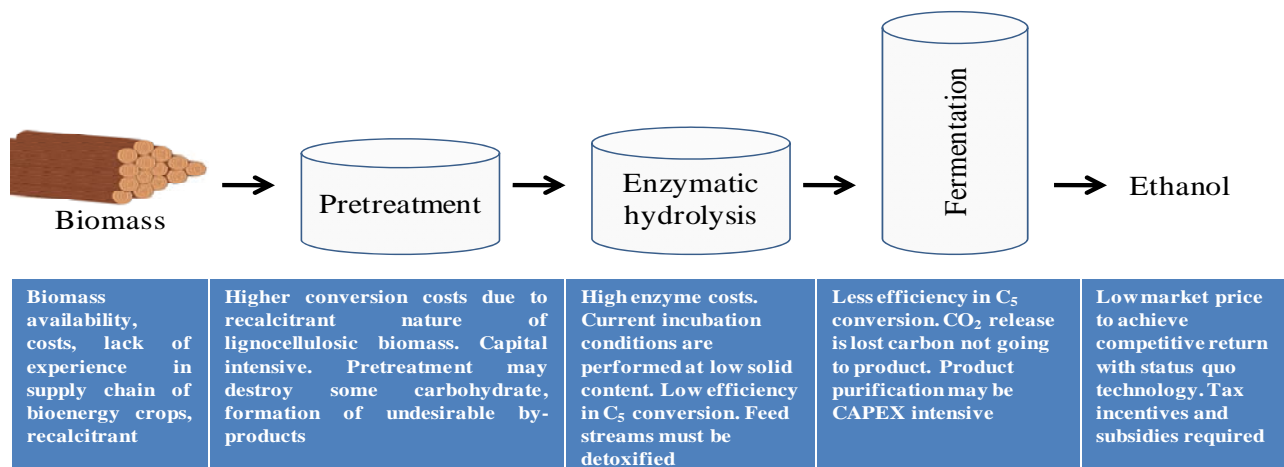 Biomass
Pretreatment
Enzymatic
hydrolysis
Fermentation
Ethanol
Biomass
availability,
costs, lack of
experience in
supply chain of
bioenergy crops,
recalcitrant
Higher conversion costs due to
recalcitrant nature of
lignocellulosic biomass. Capital
intensive. Pretreatment may
destroy some carbohydrate,
formation of undesirable by-
products
High enzyme costs.
Current incubation
conditions are
performed at low solid
content. Low efficiency
in C₅ conversion. Feed
streams must be
detoxified
Less efficiency in C₅
conversion. CO₂ release
is lost carbon not going
to product. Product
purification may be
CAPEX intensive
Low market price
to achieve
competitive return
with status quo
technology. Tax
incentives and
subsidies required